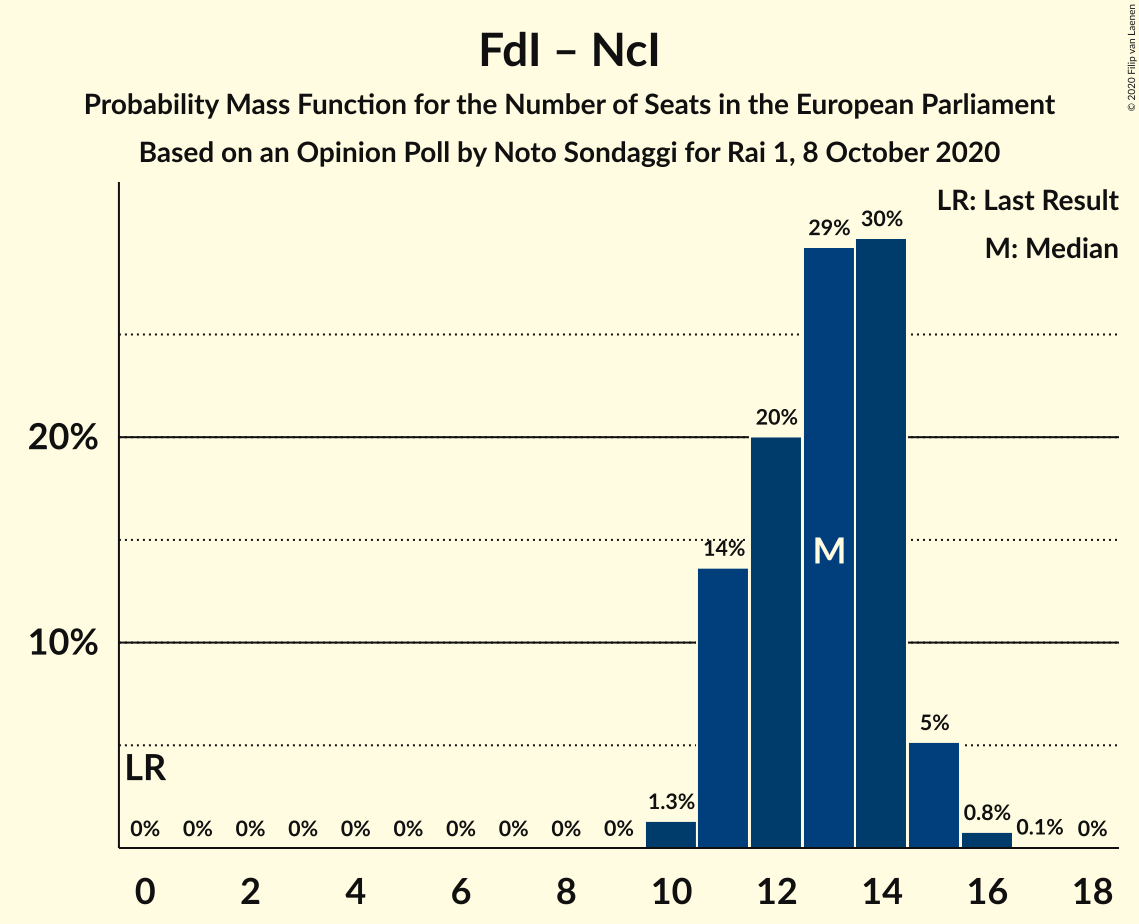 FdI – NcI
Probability Mass Function for the Number of Seats in the European Parliament
Based on an Opinion Poll by Noto Sondaggi for Rai 1, 8 October 2020
© 2020 Filip van Laenen
LR: Last Result
M: Median
20%
10%
0% 0% 0% 0% 0% 0% 0% 0% 0% 0% 1.3% 14% 20% 29% 30% 5% 0.8% 0.1% 0%
LR
M
0 2 4 6 8 10 12 14 16 18